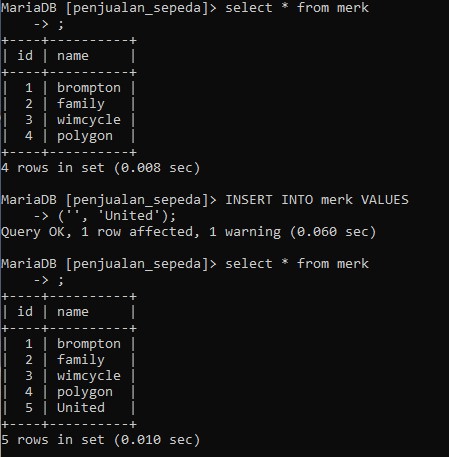 MariaDB [penjualan_sepeda]> select * from merk
    -> ;
+----+----------+
| id | name     |
+----+----------+
|  1 | brompton |
|  2 | family   |
|  3 | wimcycle |
|  4 | polygon  |
+----+----------+
4 rows in set (0.008 sec)

MariaDB [penjualan_sepeda]> INSERT INTO merk VALUES
    -> ('', 'United');
Query OK, 1 row affected, 1 warning (0.060 sec)

MariaDB [penjualan_sepeda]> select * from merk
    -> ;
+----+----------+
| id | name     |
+----+----------+
|  1 | brompton |
|  2 | family   |
|  3 | wimcycle |
|  4 | polygon  |
|  5 | United   |
+----+----------+
5 rows in set (0.010 sec)